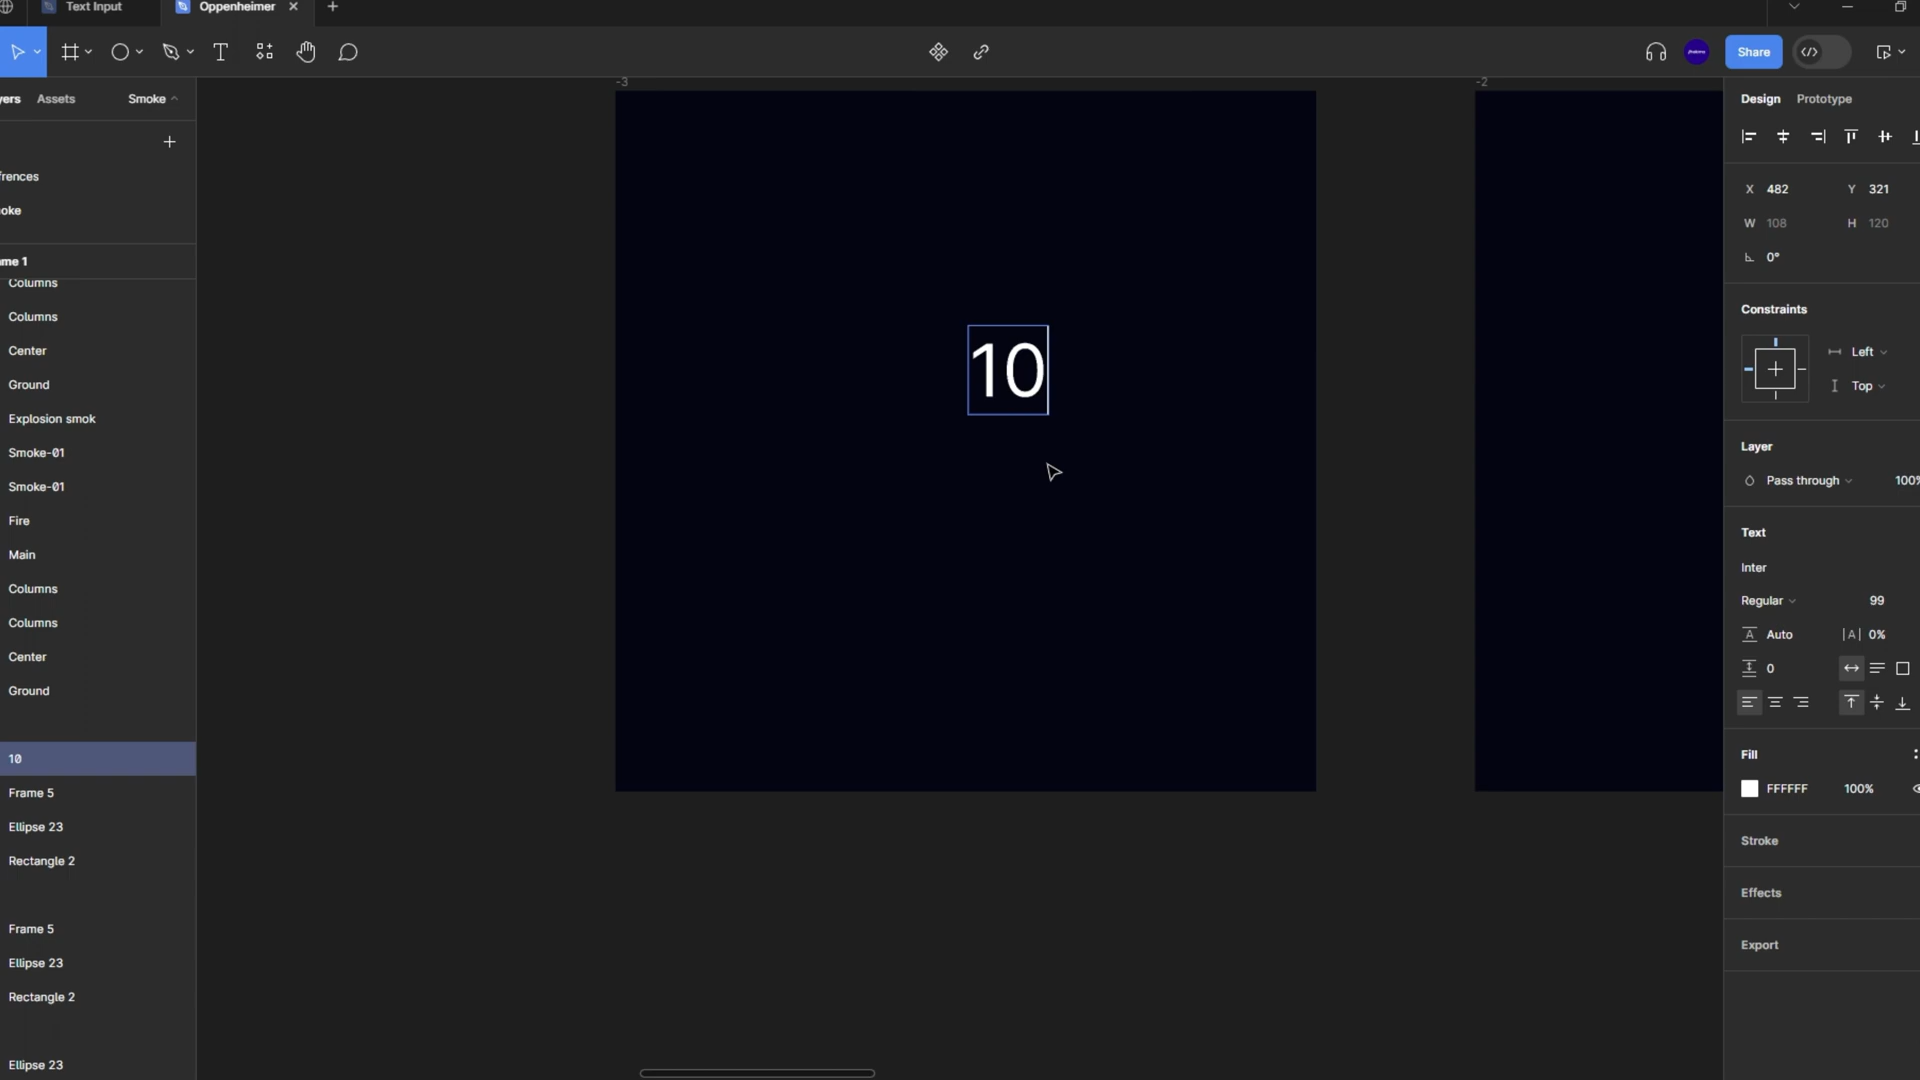 Text Input
Oppenheimer
Share
yers
Assets
Smoke
-3
-2
Design
Prototype
frences
oke
X 482
Y 321
W 108
H 120
0°
me 1
Columns
Columns
Center
Ground
Explosion smok
Smoke-01
Smoke-01
Fire
Main
Columns
Columns
Center
Ground
10
Frame 5
Ellipse 23
Rectangle 2
Frame 5
Ellipse 23
Rectangle 2
Ellipse 23
10
Constraints
Left
Top
Layer
Pass through
100%
Text
Inter
Regular
99
Auto
|A| 0%
0
Fill
FFFFFF
100%
Stroke
Effects
Export